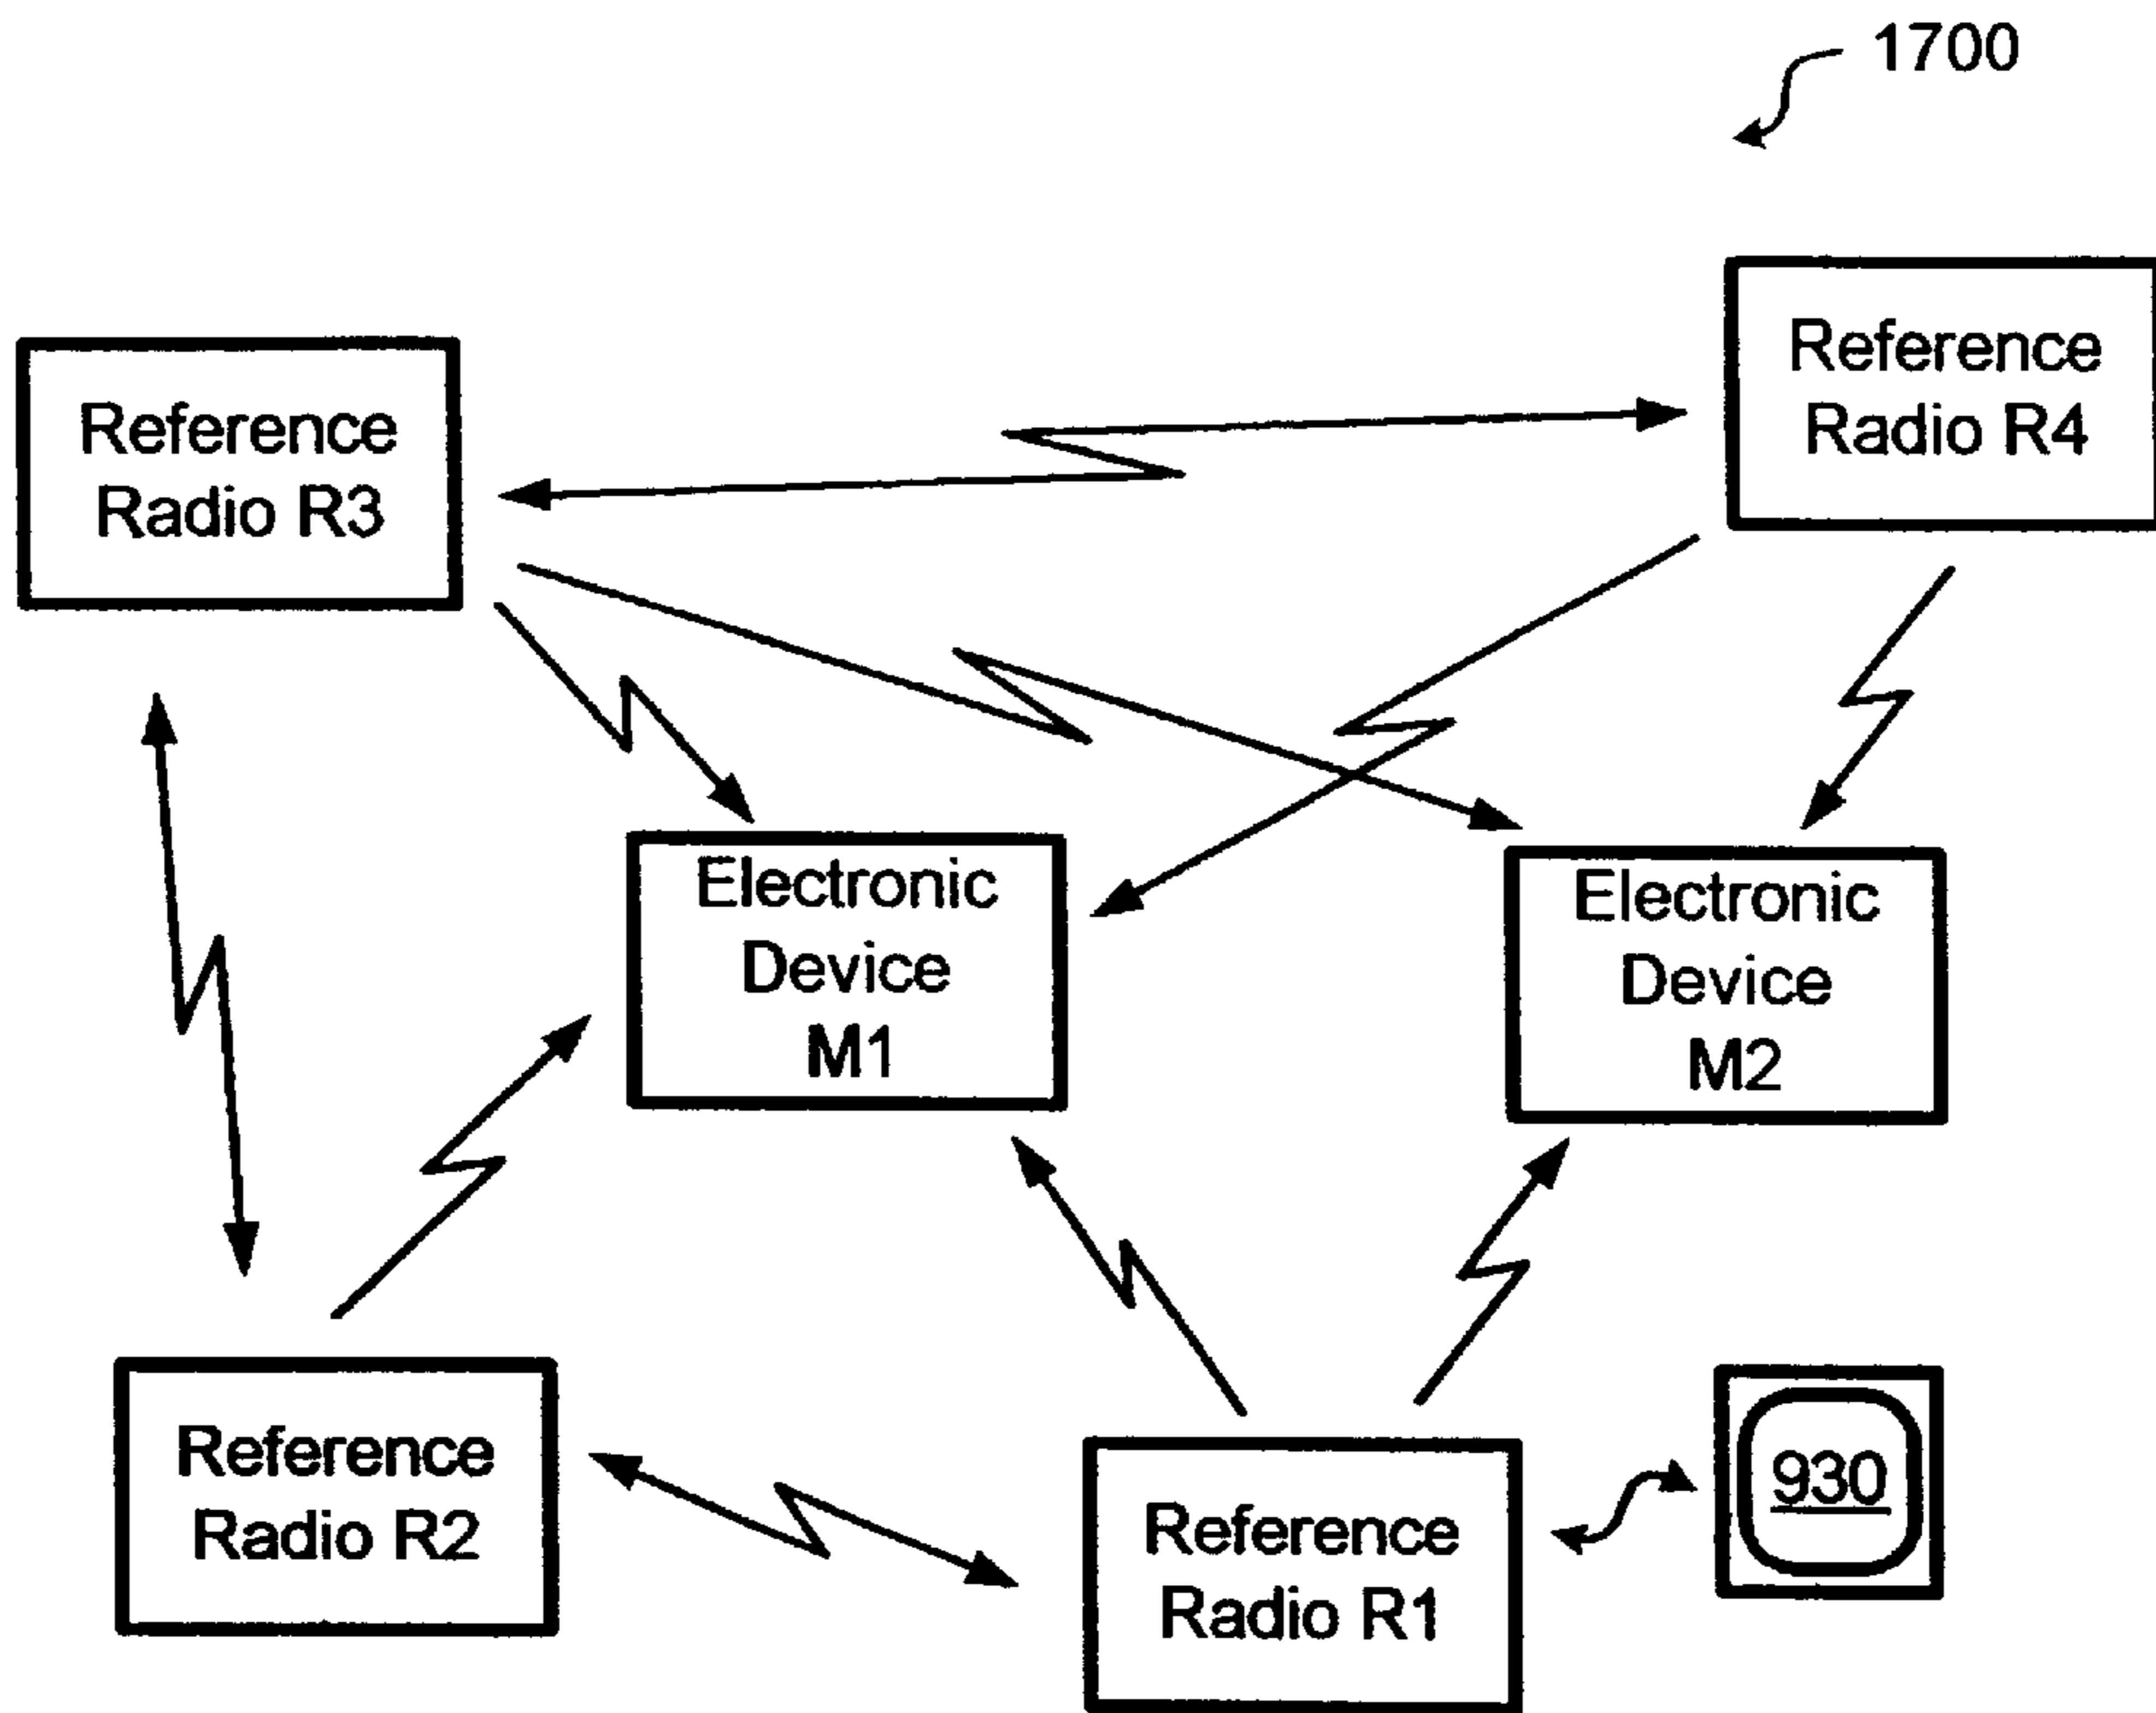 1700
Reference
Radio R4
Reference
Radio R3
Electronic
Device
M1
Electronic
Device
M2
Reference
Radio R2
Reference
Radio R1
930